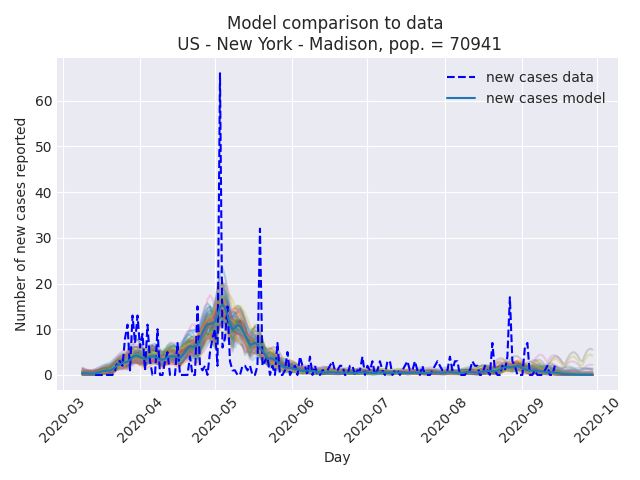 Model comparison to data
US - New York - Madison, pop. = 70941
new cases data
new cases model
Number of new cases reported
60
50
40
30
20
10
0
2020-03
2020-04
2020-05
2020-06
2020-07
2020-08
2020-09
2020-10
Day